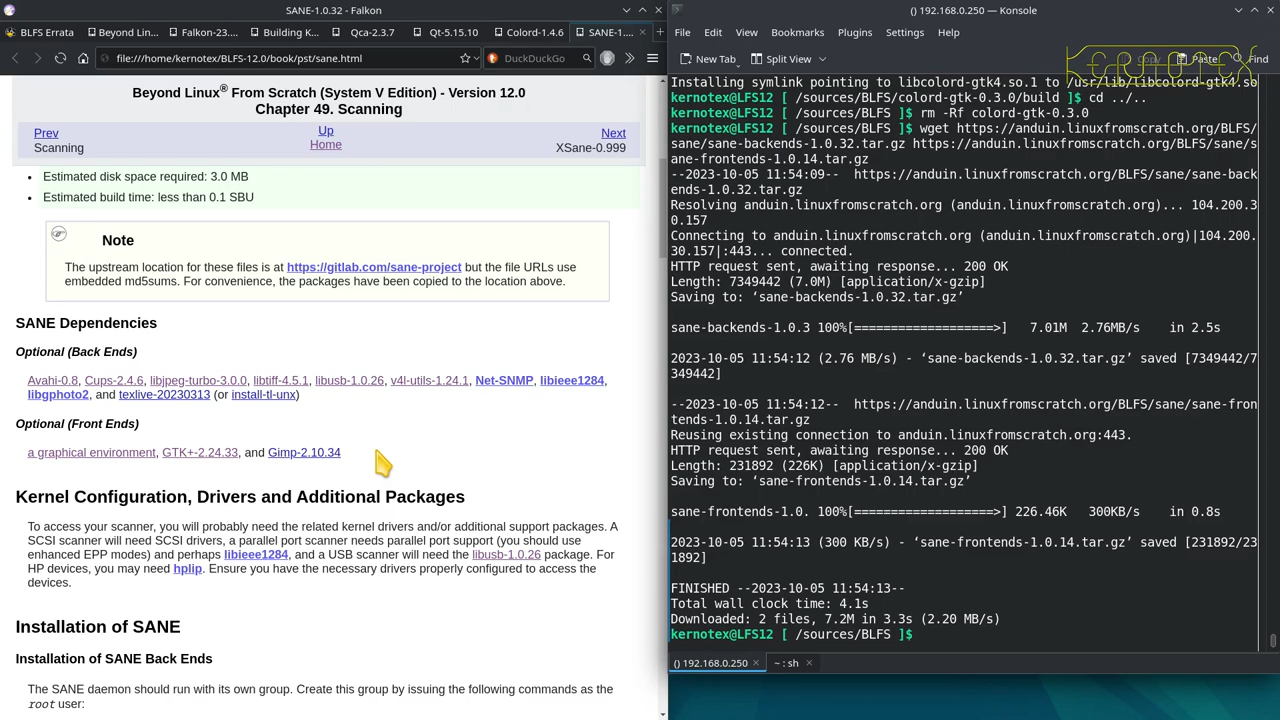 SANE-1.0.32 - Falkon
BLFS Errata
Beyond Lin...
Falkon-23....
Building K...
Qca-2.3.7
Qt-5.15.10
Colord-1.4.6
SANE-1....
file:///home/kernotex/BLFS-12.0/book/pst/sane.html
DuckDuckGo
Beyond Linux® From Scratch (System V Edition) - Version 12.0
Chapter 49. Scanning
Prev
Up
Next
Scanning
Home
XSane-0.999
• Estimated disk space required: 3.0 MB
• Estimated build time: less than 0.1 SBU
Note
The upstream location for these files is at https://gitlab.com/sane-project but the file URLs use
embedded md5sums. For convenience, the packages have been copied to the location above.
SANE Dependencies
Optional (Back Ends)
Avahi-0.8, Cups-2.4.6, libjpeg-turbo-3.0.0, libtiff-4.5.1, libusb-1.0.26, v4l-utils-1.24.1, Net-SNMP, libieee1284,
libgphoto2, and texlive-20230313 (or install-tl-unx)
Optional (Front Ends)
a graphical environment, GTK+-2.24.33, and Gimp-2.10.34
Kernel Configuration, Drivers and Additional Packages
To access your scanner, you will probably need the related kernel drivers and/or additional support packages. A
SCSI scanner will need SCSI drivers, a parallel port scanner needs parallel port support (you should use
enhanced EPP modes) and perhaps libieee1284, and a USB scanner will need the libusb-1.0.26 package. For
HP devices, you may need hplip. Ensure you have the necessary drivers properly configured to access the
devices.
Installation of SANE
Installation of SANE Back Ends
The SANE daemon should run with its own group. Create this group by issuing the following commands as the
root user:
() 192.168.0.250 — Konsole
File Edit View Bookmarks Plugins Settings Help
New Tab
Split View
Copy
Paste
Find
Kernotex
Installing symlink pointing to libcolord-gtk4.so.1 to /usr/lib/libcolord-gtk4.so
kernotex@LFS12 [ /sources/BLFS/colord-gtk-0.3.0/build ]$ cd ../..
kernotex@LFS12 [ /sources/BLFS ]$ rm -Rf colord-gtk-0.3.0
kernotex@LFS12 [ /sources/BLFS ]$ wget https://anduin.linuxfromscratch.org/BLFS/
sane/sane-backends-1.0.32.tar.gz https://anduin.linuxfromscratch.org/BLFS/sane/s
ane-frontends-1.0.14.tar.gz
--2023-10-05 11:54:09-- https://anduin.linuxfromscratch.org/BLFS/sane/sane-back
ends-1.0.32.tar.gz
Resolving anduin.linuxfromscratch.org (anduin.linuxfromscratch.org)... 104.200.3
0.157
Connecting to anduin.linuxfromscratch.org (anduin.linuxfromscratch.org)|104.200.
30.157|:443... connected.
HTTP request sent, awaiting response... 200 OK
Length: 7349442 (7.0M) [application/x-gzip]
Saving to: ‘sane-backends-1.0.32.tar.gz’
sane-backends-1.0.3 100%[===================>] 7.01M 2.76MB/s in 2.5s
2023-10-05 11:54:12 (2.76 MB/s) - ‘sane-backends-1.0.32.tar.gz’ saved [7349442/7
349442]
--2023-10-05 11:54:12-- https://anduin.linuxfromscratch.org/BLFS/sane/sane-fron
tends-1.0.14.tar.gz
Reusing existing connection to anduin.linuxfromscratch.org:443.
HTTP request sent, awaiting response... 200 OK
Length: 231892 (226K) [application/x-gzip]
Saving to: ‘sane-frontends-1.0.14.tar.gz’
sane-frontends-1.0. 100%[===================>] 226.46K 300KB/s in 0.8s
2023-10-05 11:54:13 (300 KB/s) - ‘sane-frontends-1.0.14.tar.gz’ saved [231892/23
1892]
FINISHED --2023-10-05 11:54:13--
Total wall clock time: 4.1s
Downloaded: 2 files, 7.2M in 3.3s (2.20 MB/s)
kernotex@LFS12 [ /sources/BLFS ]$
() 192.168.0.250
~ : sh